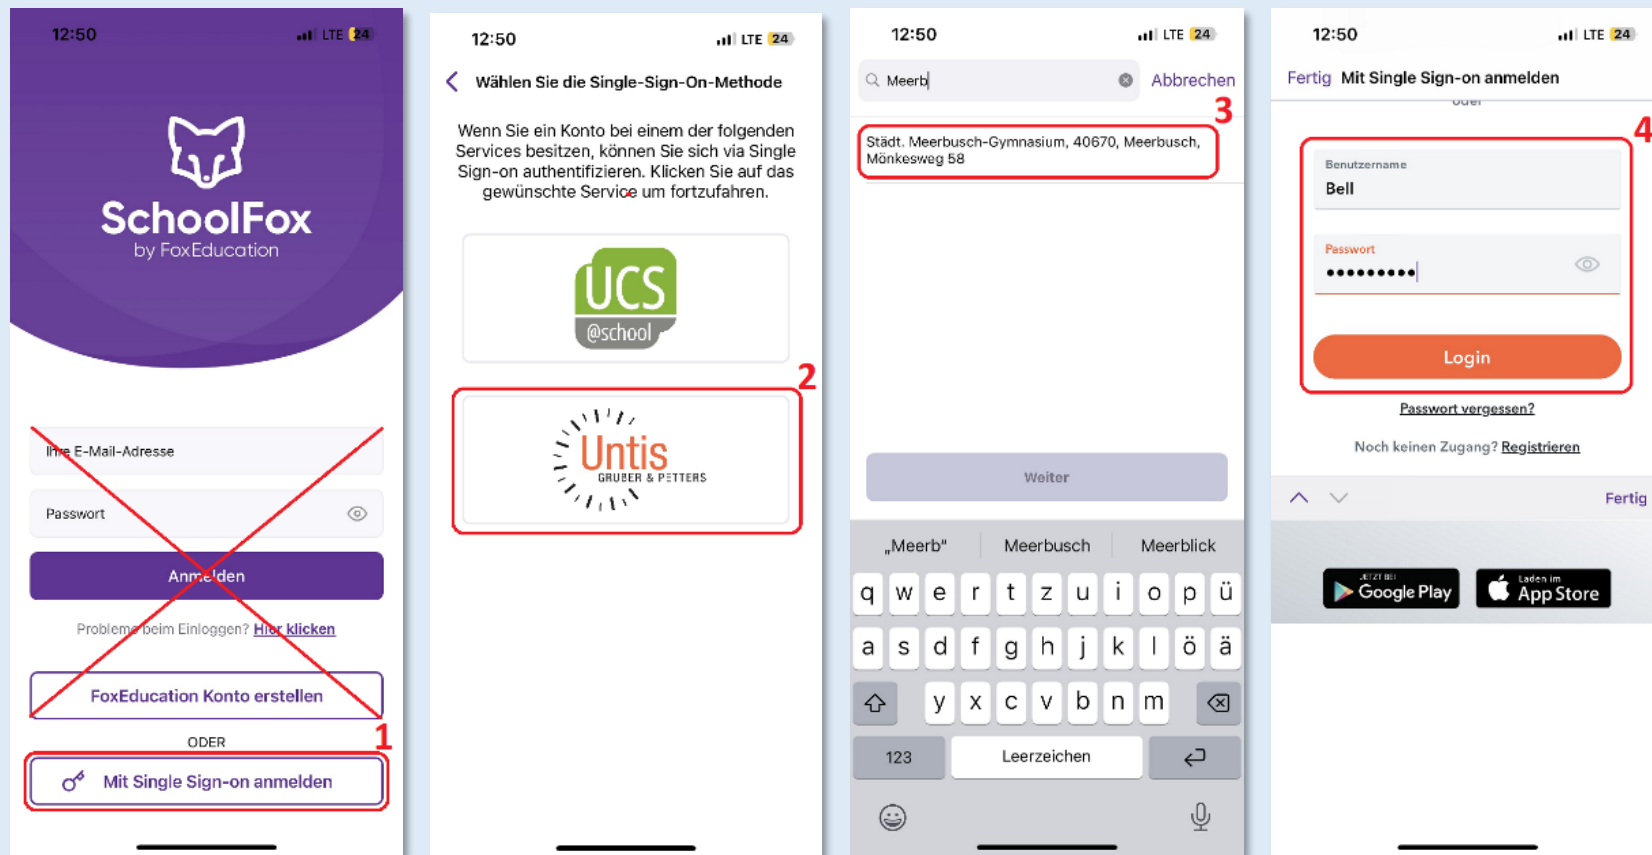 12:50
LTE 24
SchoolFox
by FoxEducation
Ihre E-Mail-Adresse
Passwort
Anmelden
Probleme beim Einloggen? Hier klicken
FoxEducation Konto erstellen
ODER
1
Mit Single Sign-on anmelden
12:50
LTE 24
Wählen Sie die Single-Sign-On-Methode
Wenn Sie ein Konto bei einem der folgenden
Services besitzen, können Sie sich via Single
Sign-on authentifizieren. Klicken Sie auf das
gewünschte Service um fortzufahren.
UCS
@school
2
Untis
GRUBER & PETTERS
12:50
LTE 24
Meerb
Abbrechen
3
Städt. Meerbusch-Gymnasium, 40670, Meerbusch,
Mönkesweg 58
Weiter
„Meerb" Meerbusch Meerblick
q w e r t z u i o p ü
a s d f g h j k l ö ä
y x c v b n m
123 Leerzeichen
12:50
LTE 24
Fertig Mit Single Sign-on anmelden
oder
4
Benutzername
Bell
Passwort
Login
Passwort vergessen?
Noch keinen Zugang? Registrieren
Fertig
JETZT BEI
Google Play
Laden im
App Store